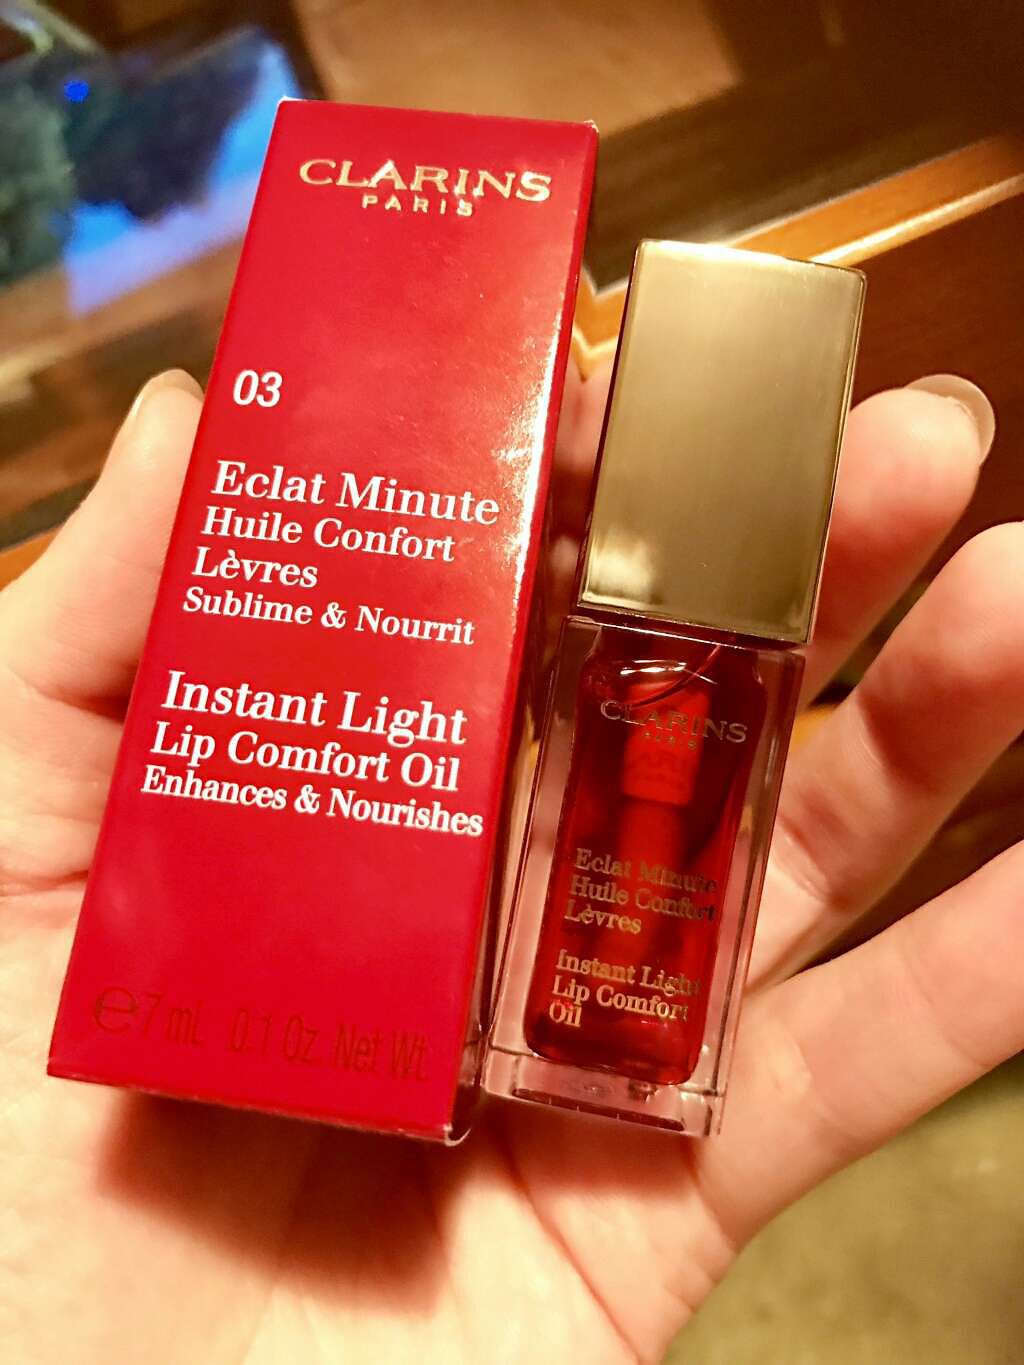 CLARINS
PARIS
03
Eclat Minute
Huile Confort
Lèvres
Sublime & Nourrit
Instant Light
Lip Comfort Oil
Enhances & Nourishes
℮ 7 mL 0.1 Oz. Net Wt
CLARINS
PARIS
Eclat Minute
Huile Confort
Lèvres
Instant Light
Lip Comfort
Oil